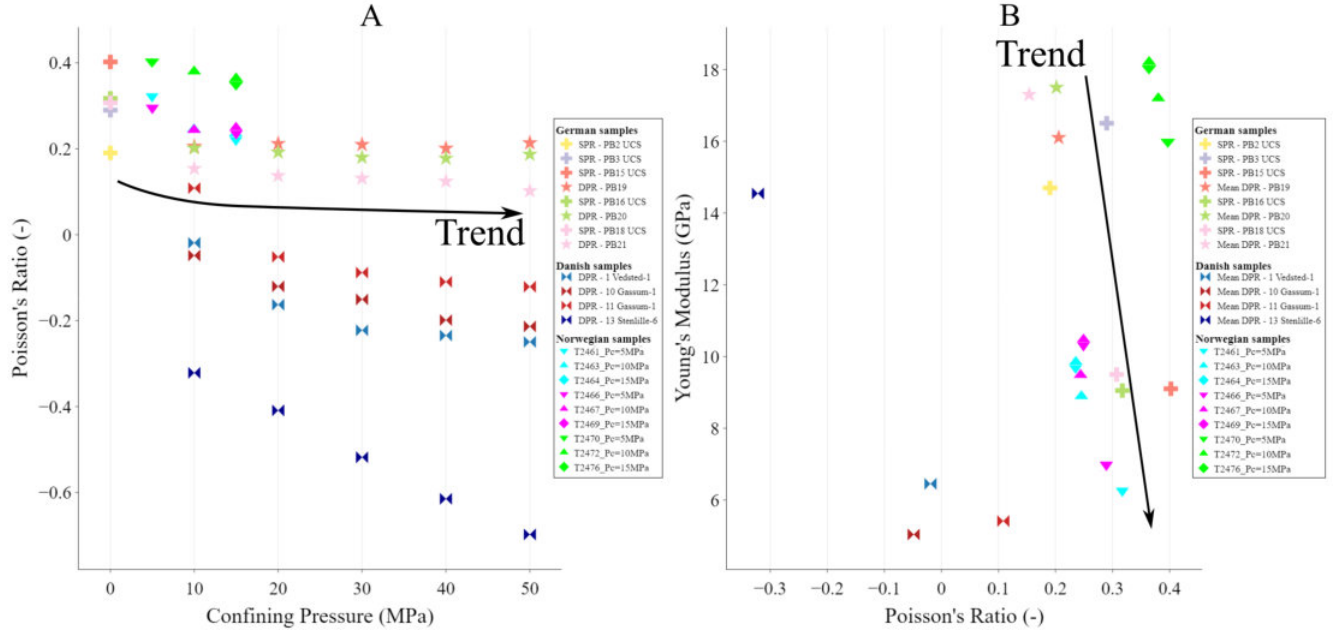 A
0.4
0.2
0
−0.2
−0.4
−0.6
Poisson's Ratio (-)
0
10
20
30
40
50
Confining Pressure (MPa)
Trend
German samples
SPR - PB2 UCS
SPR - PB3 UCS
SPR - PB15 UCS
DPR - PB19
SPR - PB16 UCS
DPR - PB20
SPR - PB18 UCS
DPR - PB21
Danish samples
DPR - 1 Vedsted-1
DPR - 10 Gassum-1
DPR - 11 Gassum-1
DPR - 13 Stenlille-6
Norwegian samples
T2461_Pc=5MPa
T2463_Pc=10MPa
T2464_Pc=15MPa
T2466_Pc=5MPa
T2467_Pc=10MPa
T2469_Pc=15MPa
T2470_Pc=5MPa
T2472_Pc=10MPa
T2476_Pc=15MPa
B
Trend
18
16
14
12
10
8
6
Young's Modulus (GPa)
−0.3
−0.2
−0.1
0
0.1
0.2
0.3
0.4
Poisson's Ratio (-)
German samples
SPR - PB2 UCS
SPR - PB3 UCS
SPR - PB15 UCS
Mean DPR - PB19
SPR - PB16 UCS
Mean DPR - PB20
SPR - PB18 UCS
Mean DPR - PB21
Danish samples
Mean DPR - 1 Vedsted-1
Mean DPR - 10 Gassum-1
Mean DPR - 11 Gassum-1
Mean DPR - 13 Stenlille-6
Norwegian samples
T2461_Pc=5MPa
T2463_Pc=10MPa
T2464_Pc=15MPa
T2466_Pc=5MPa
T2467_Pc=10MPa
T2469_Pc=15MPa
T2470_Pc=5MPa
T2472_Pc=10MPa
T2476_Pc=15MPa